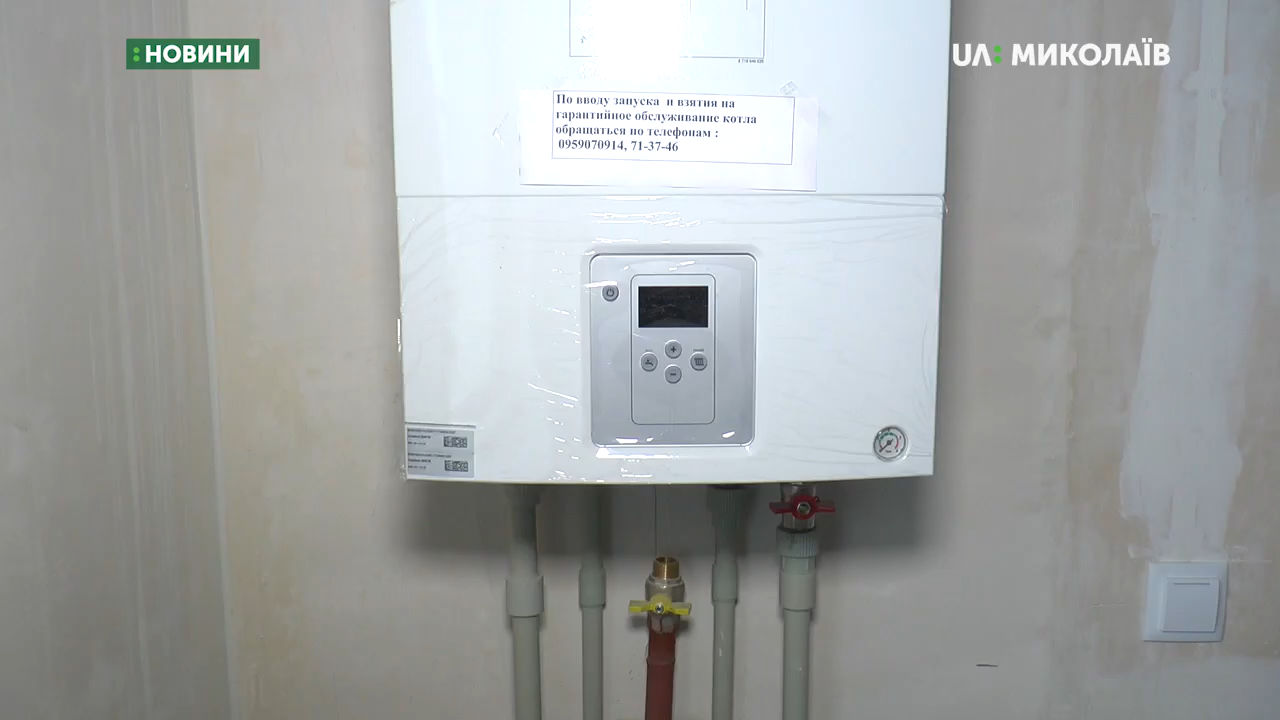 :НОВИНИ
UA: МИКОЛАЇВ
По вводу запуска и взятия на
гарантийное обслуживание котла
обращаться по телефонам :
0959070914, 71-37-46